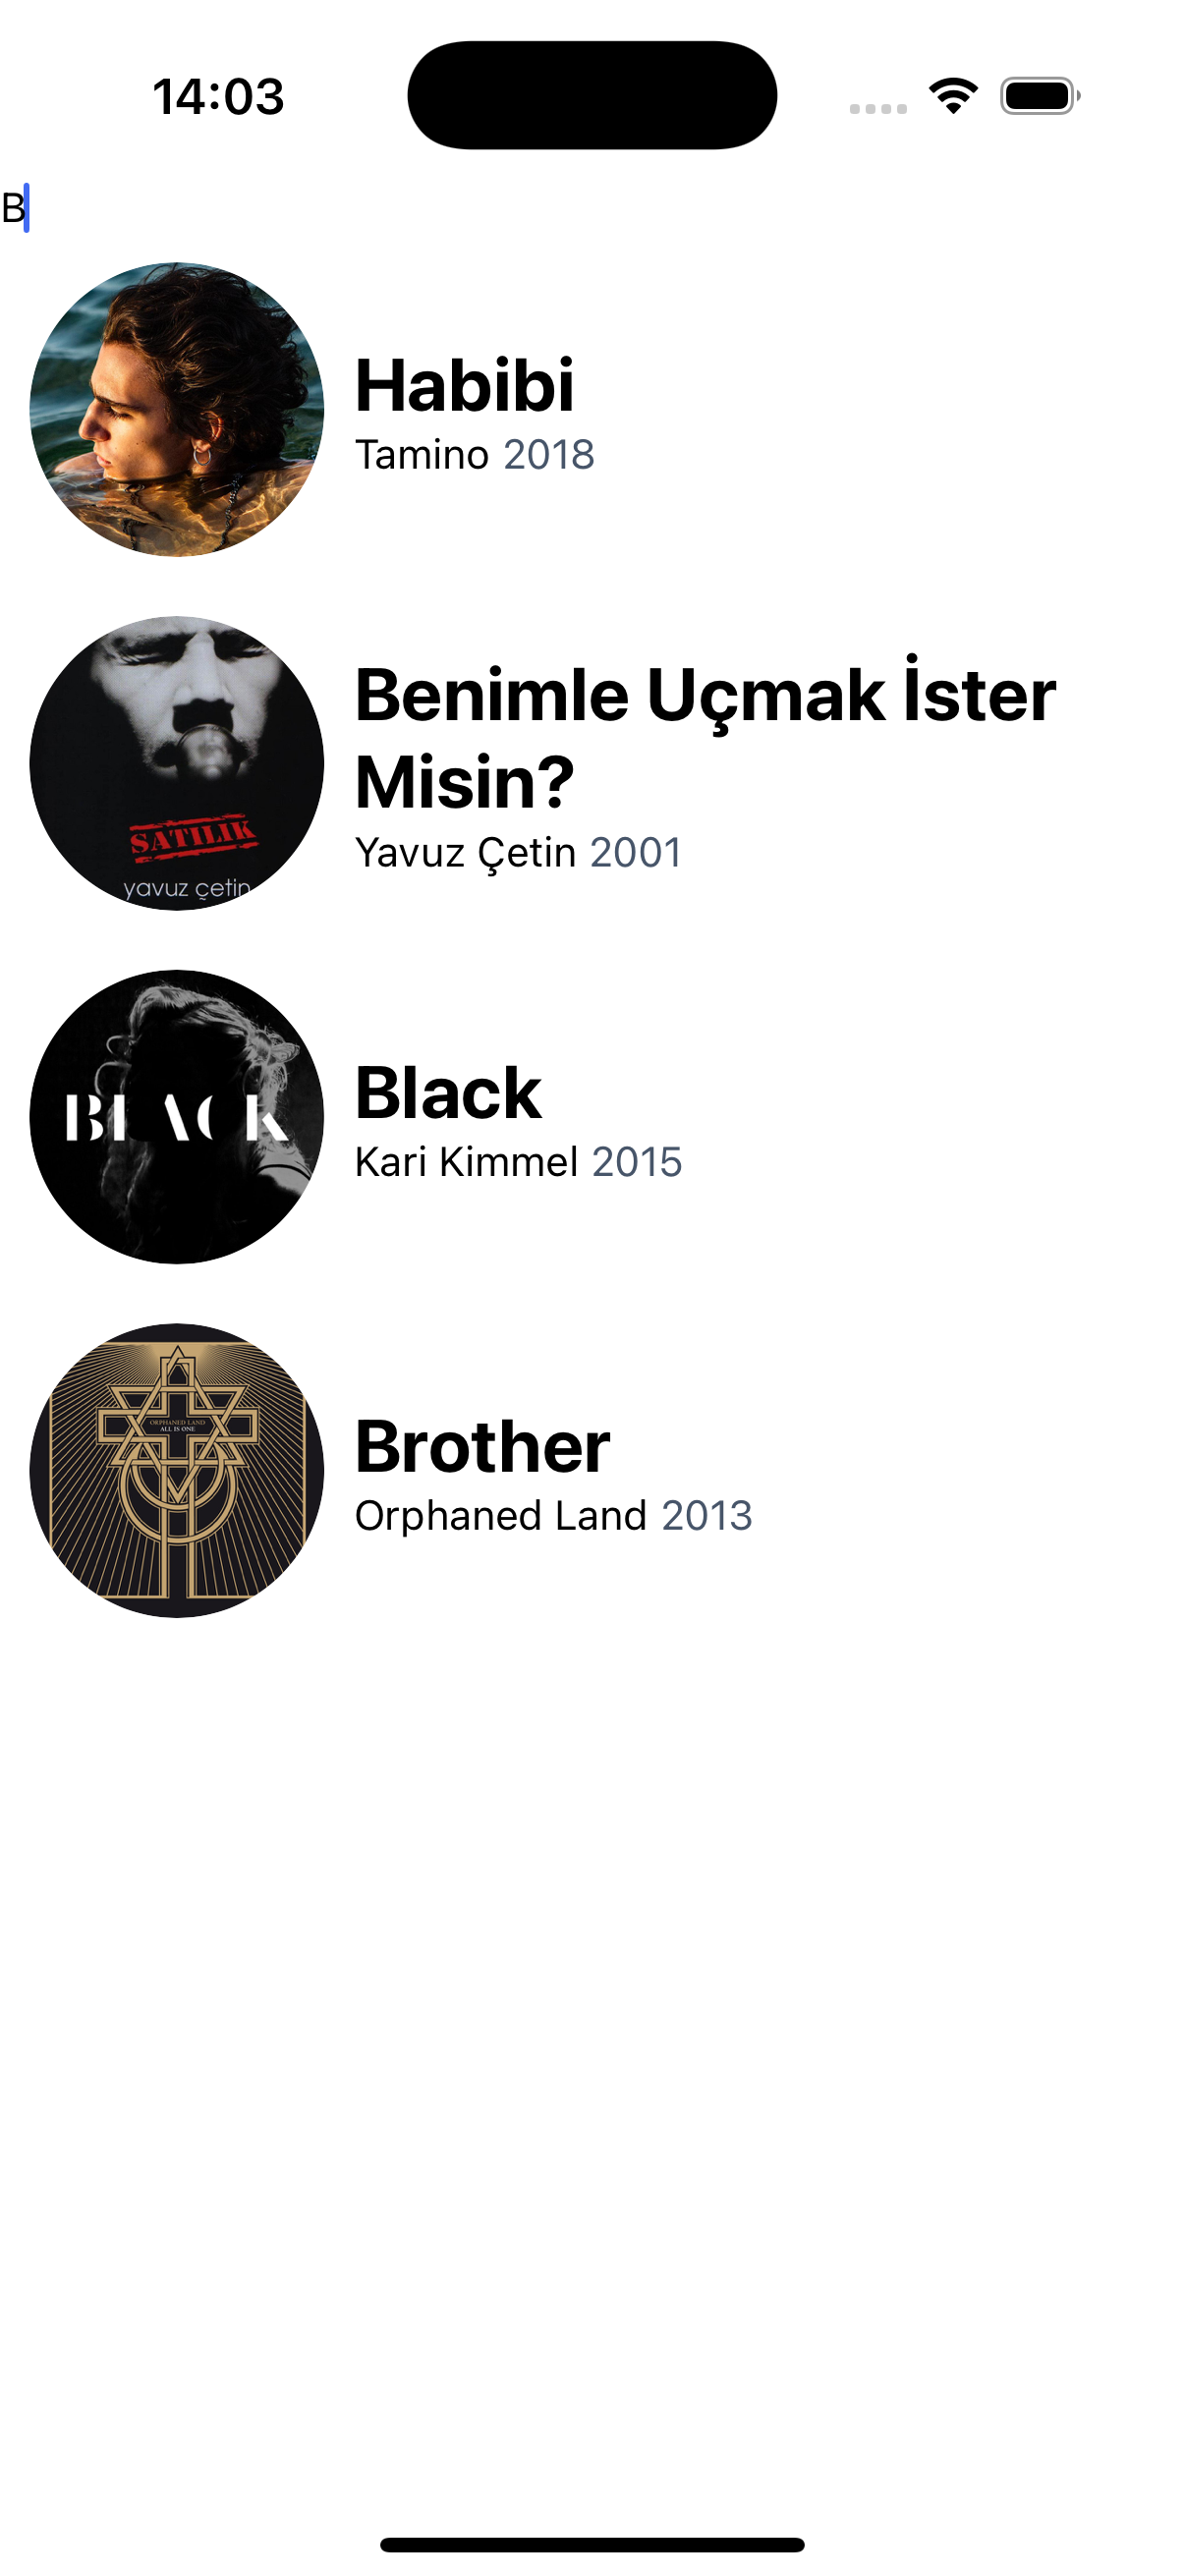 14:03
B
Habibi
Tamino 2018
Benimle Uçmak İster
Misin?
Yavuz Çetin 2001
SATILIK
yavuz çetin
BLACK
Black
Kari Kimmel 2015
ORPHANED LAND
ALL IS ONE
Brother
Orphaned Land 2013